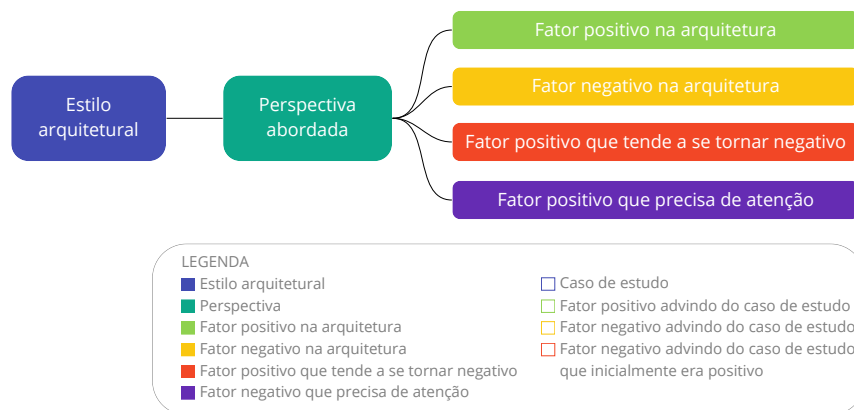 Estilo
arquitetural
Perspectiva
abordada
Fator positivo na arquitetura
Fator negativo na arquitetura
Fator positivo que tende a se tornar negativo
Fator positivo que precisa de atenção
LEGENDA
Estilo arquitetural
Perspectiva
Fator positivo na arquitetura
Fator negativo na arquitetura
Fator positivo que tende a se tornar negativo
Fator negativo que precisa de atenção
Caso de estudo
Fator positivo advindo do caso de estudo
Fator negativo advindo do caso de estudo
Fator negativo advindo do caso de estudo
que inicialmente era positivo